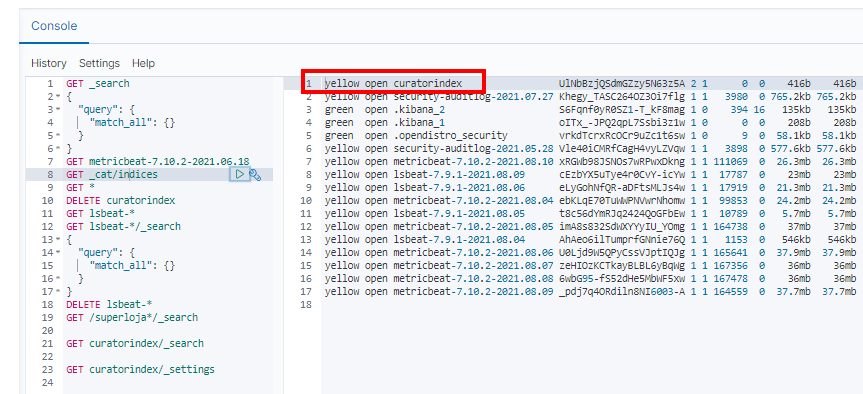 Console
History Settings Help
1 GET _search
2 {
3 "query": {
4 "match_all": {}
5 }
6 }
7 GET metricbeat-7.10.2-2021.06.18
8 GET _cat/indices
9 GET *
10 DELETE curatorindex
11 GET lsbeat-*
12 GET lsbeat-*/_search
13 {
14 "query": {
15 "match_all": {}
16 }
17 }
18 DELETE lsbeat-*
19 GET /superloja*/_search
20
21 GET curatorindex/_search
22
23 GET curatorindex/_settings
24
1 yellow open curatorindex UlNbBzjQSdmGZzy5N63z5A 2 1 0 0 416b 416b
2 yellow open security-auditlog-2021.07.27 Khegy_TASC264OZ3Oi7flg 1 1 3980 0 765.2kb 765.2kb
3 green open .kibana_2 S6Fqnf0yR0SZ1-T_kF8mag 1 0 394 16 135kb 135kb
4 green open .kibana_1 oITX_-JPQ2qpL7Ssbi3z1w 1 0 0 0 208b 208b
5 green open .opendistro_security vrkdTcrxRcOCr9uZc1t6sw 1 0 9 0 58.1kb 58.1kb
6 yellow open security-auditlog-2021.05.28 Vle40iCMRfCagH4vyLZVqw 1 1 3898 0 577.6kb 577.6kb
7 yellow open metricbeat-7.10.2-2021.08.10 xRGWb98JSNOs7wRPwxDkng 1 1 111069 0 26.3mb 26.3mb
8 yellow open lsbeat-7.9.1-2021.08.09 cEzbYX5uTye4r0CvY-icYw 1 1 17787 0 23mb 23mb
9 yellow open lsbeat-7.9.1-2021.08.06 eLyGohNfQR-aDFtsMLJs4w 1 1 17919 0 21.3mb 21.3mb
10 yellow open metricbeat-7.10.2-2021.08.04 ebKLqE70TuWWPNVwrNhomw 1 1 99853 0 24.2mb 24.2mb
11 yellow open lsbeat-7.9.1-2021.08.05 t8c56dYmRJq2424QoGFbEw 1 1 10789 0 5.7mb 5.7mb
12 yellow open metricbeat-7.10.2-2021.08.05 imA8s832SdWXYYyIU_YOmg 1 1 164738 0 37mb 37mb
13 yellow open lsbeat-7.9.1-2021.08.04 AhAeo6ilTumprfGNnie76Q 1 1 1153 0 546kb 546kb
14 yellow open metricbeat-7.10.2-2021.08.06 U0Ljd9W5QPyCssVJptIQJg 1 1 165641 0 37.9mb 37.9mb
15 yellow open metricbeat-7.10.2-2021.08.07 zeHIOzKCTkayBLBL6yBqWg 1 1 167356 0 36mb 36mb
16 yellow open metricbeat-7.10.2-2021.08.08 6wbG95-fS52dHe5MbWF5xw 1 1 167478 0 36mb 36mb
17 yellow open metricbeat-7.10.2-2021.08.09 _pdj7q4ORdiln8NI6003-A 1 1 164559 0 37.7mb 37.7mb
18